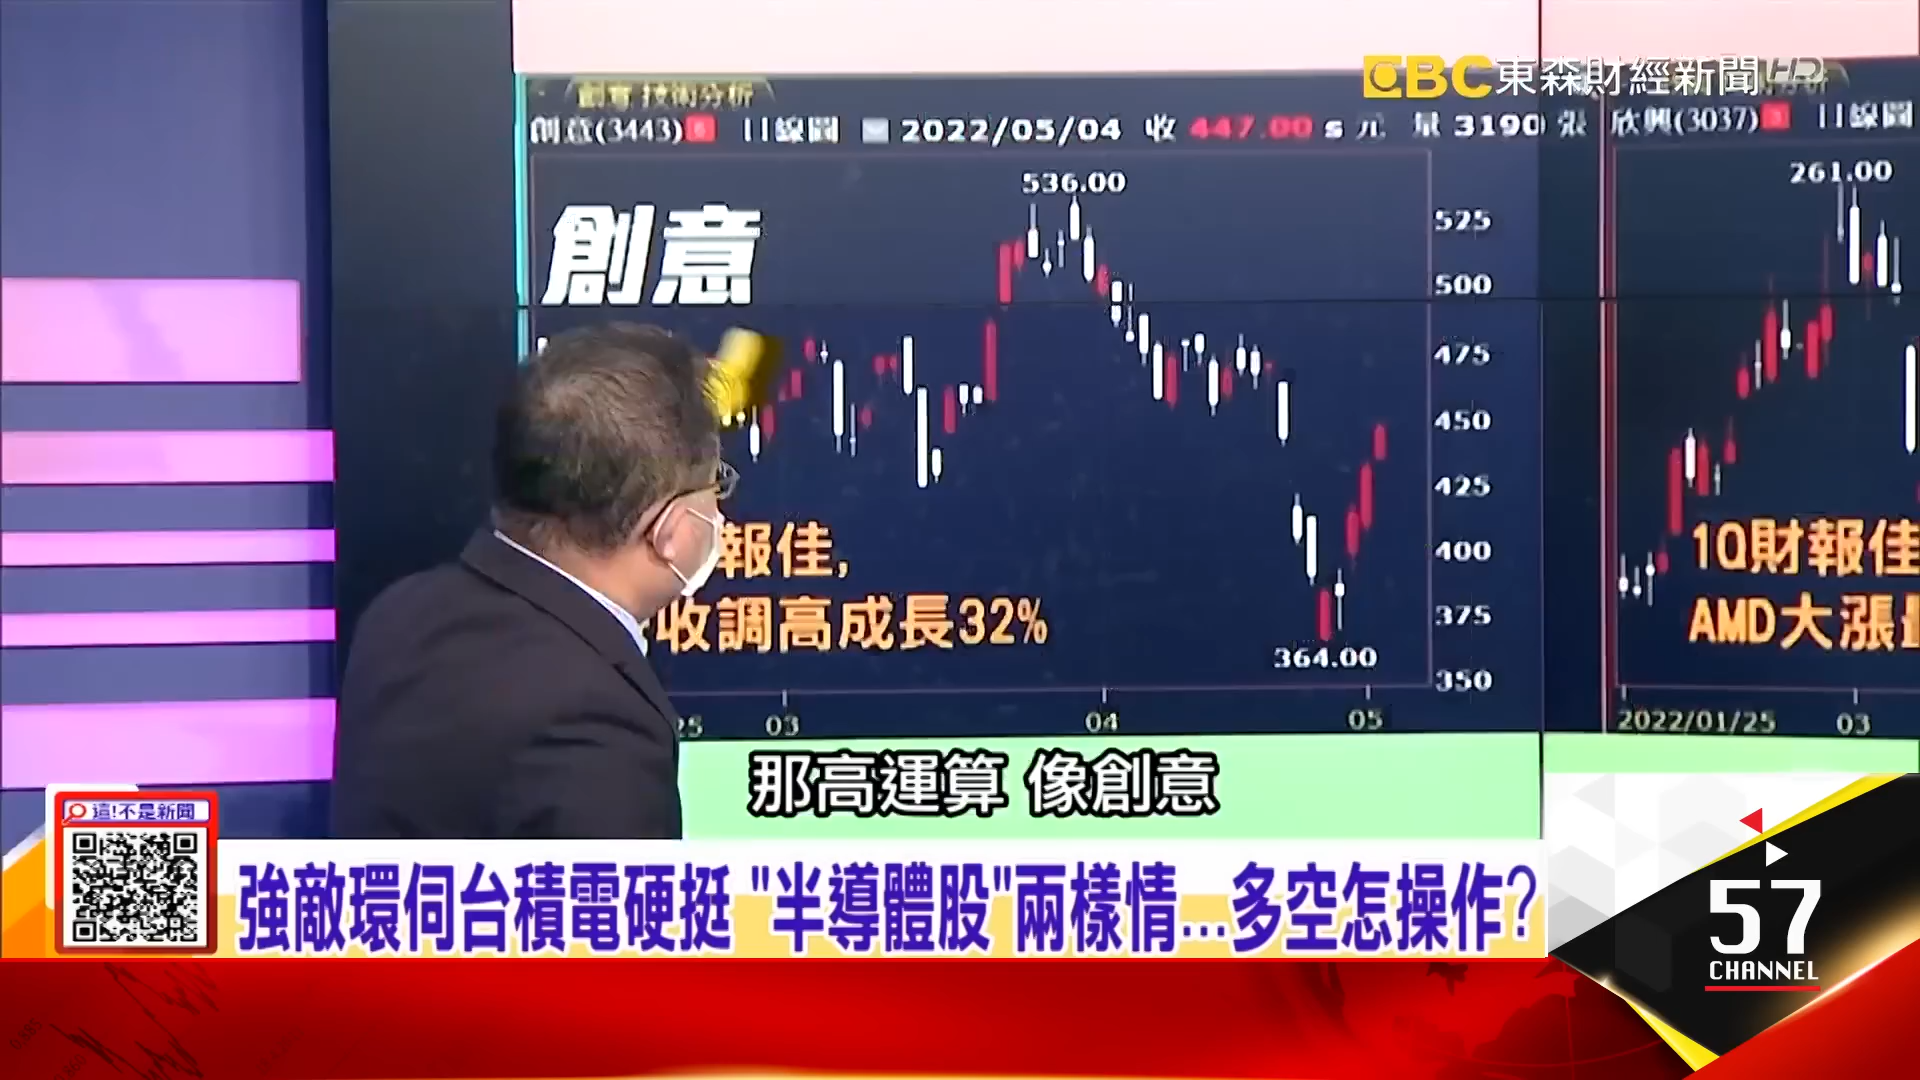 EBC 東森財經新聞 HD
創意 技術分析
創意(3443) 日線圖 2022/05/04 收 447.00 s 元 量 3190 張
欣興(3037) 日線圖
536.00
261.00
創意
525
500
475
450
425
400
375
350
報佳,
收調高成長32%
1Q財報佳
AMD大漲
364.00
25 03 04 05
2022/01/25 03
那高運算 像創意
這!不是新聞
強敵環伺台積電硬挺 "半導體股"兩樣情...多空怎操作?
57
CHANNEL